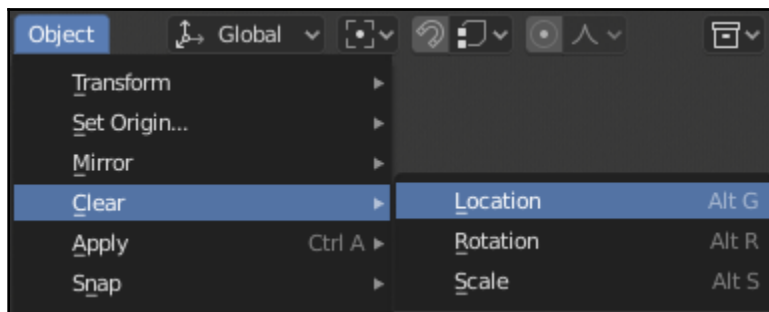 Object Global
Transform
Set Origin...
Mirror
Clear
Location Alt G
Apply Ctrl A
Rotation Alt R
Snap
Scale Alt S